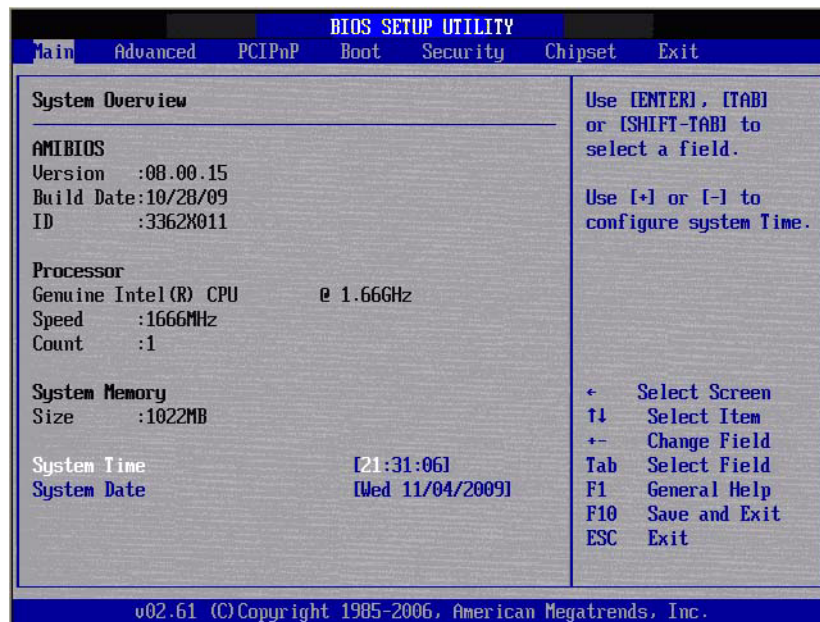 BIOS SETUP UTILITY
Main Advanced PCIPnP Boot Security Chipset Exit
System Overview
AMIBIOS
Version :08.00.15
Build Date:10/28/09
ID :3362X011
Processor
Genuine Intel(R) CPU @ 1.66GHz
Speed :1666MHz
Count :1
System Memory
Size :1022MB
System Time [21:31:06]
System Date [Wed 11/04/2009]
Use [ENTER], [TAB]
or [SHIFT-TAB] to
select a field.
Use [+] or [-] to
configure system Time.
← Select Screen
↑↓ Select Item
+- Change Field
Tab Select Field
F1 General Help
F10 Save and Exit
ESC Exit
v02.61 (C)Copyright 1985-2006, American Megatrends, Inc.